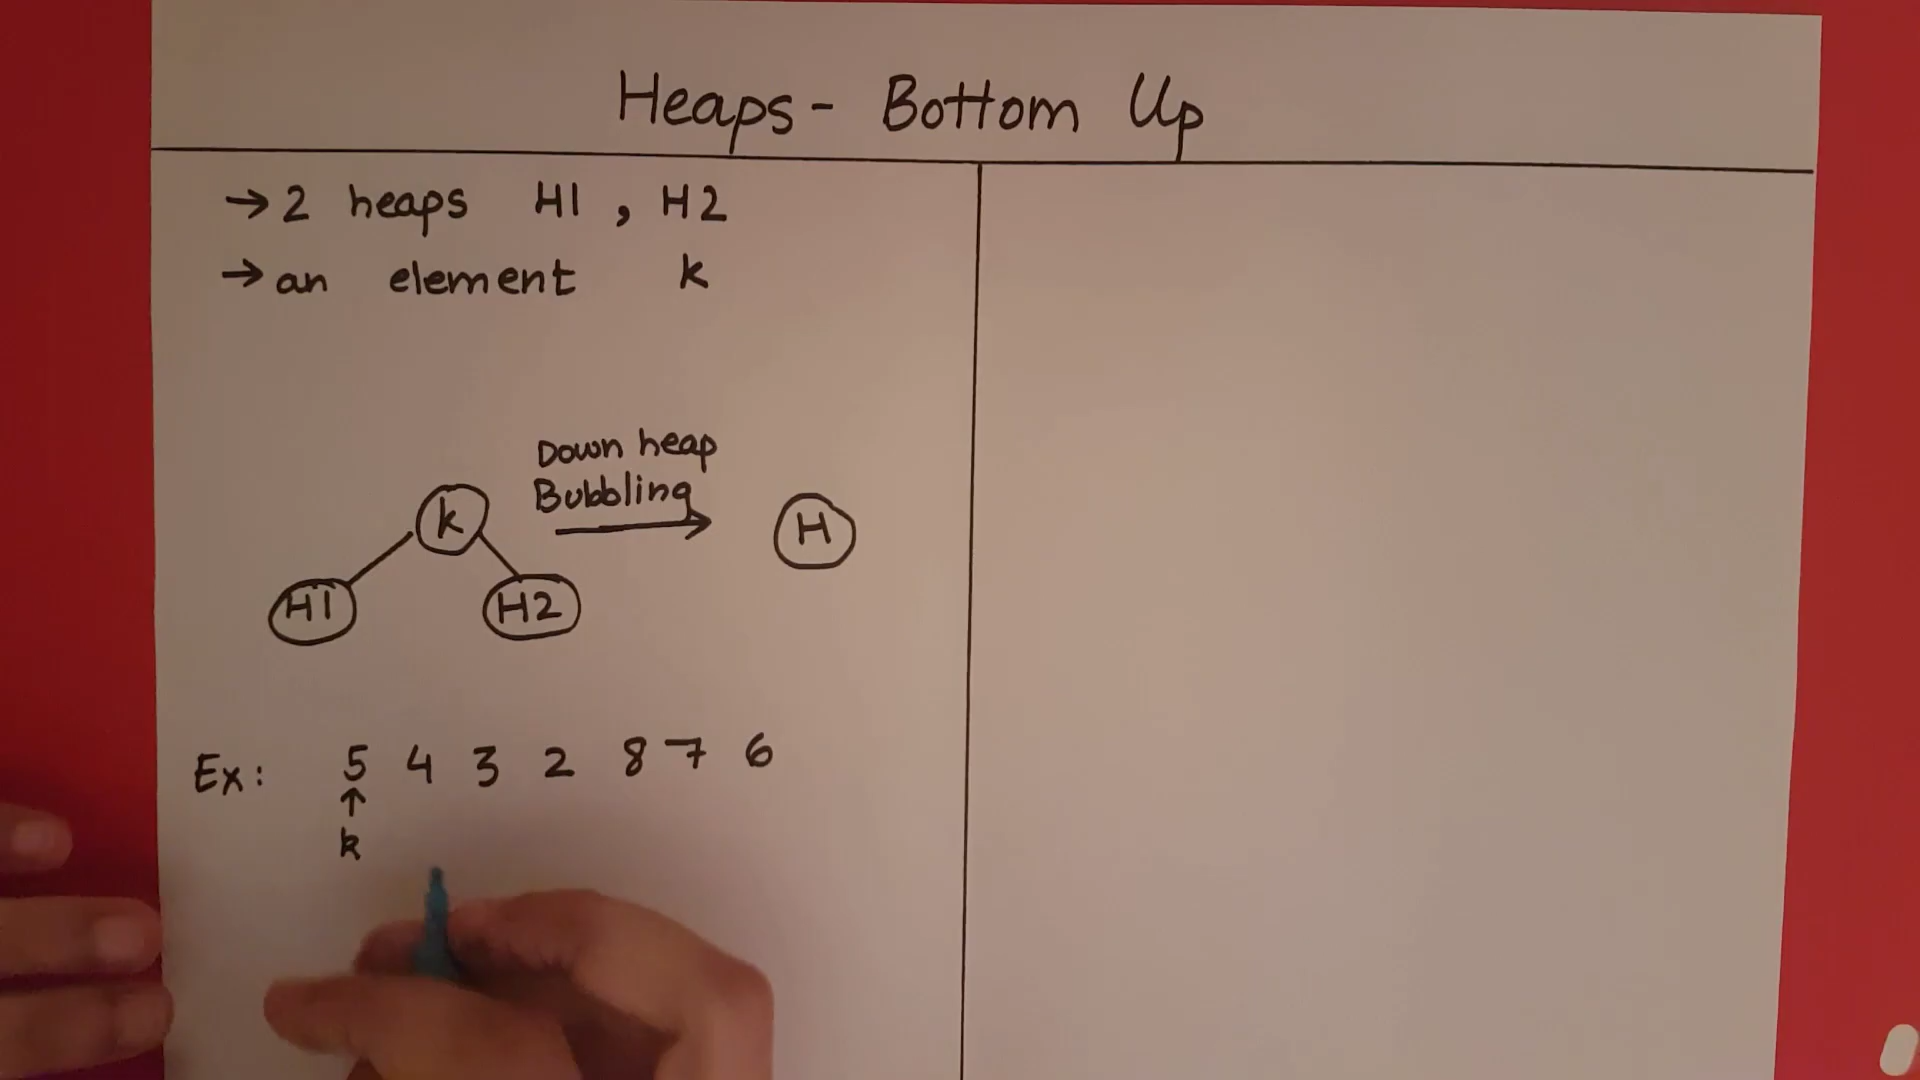 Heaps - Bottom Up
→ 2 heaps H1 , H2
→ an element k
Down heap
Bubbling
k
H
H1
H2
Ex: 5 4 3 2 8 7 6
↑
k